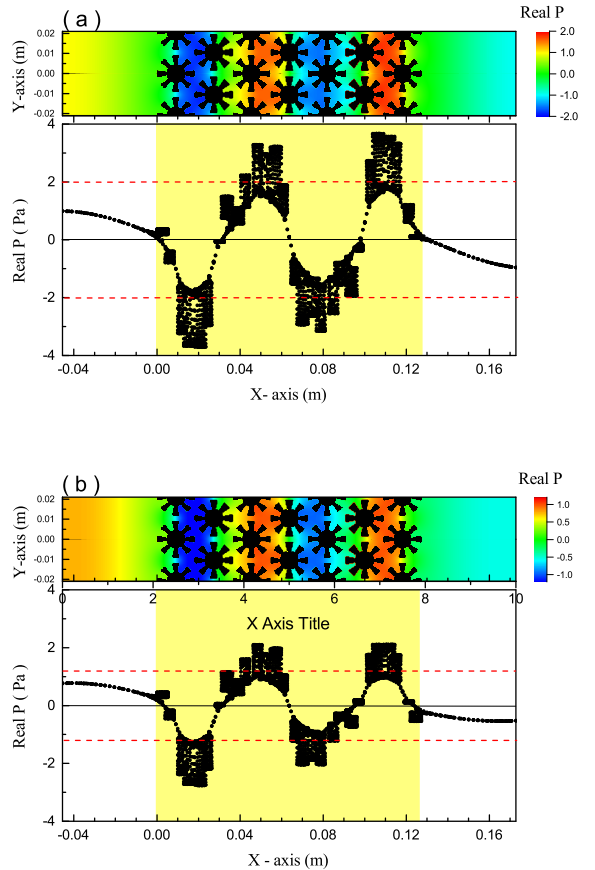 Real P
( a )
0.02
0.01
0.00
-0.01
-0.02
Y-axis (m)
2.0
1.0
0.0
-1.0
-2.0
4
2
0
-2
-4
Real P ( Pa )
-0.04 0.00 0.04 0.08 0.12 0.16
X- axis (m)
Real P
( b )
0.02
0.01
0.00
-0.01
-0.02
Y-axis (m)
1.0
0.5
0.0
-0.5
-1.0
0 2 4 6 8 10
X Axis Title
4
2
0
-2
-4
Real P ( Pa )
-0.04 0.00 0.04 0.08 0.12 0.16
X - axis (m)